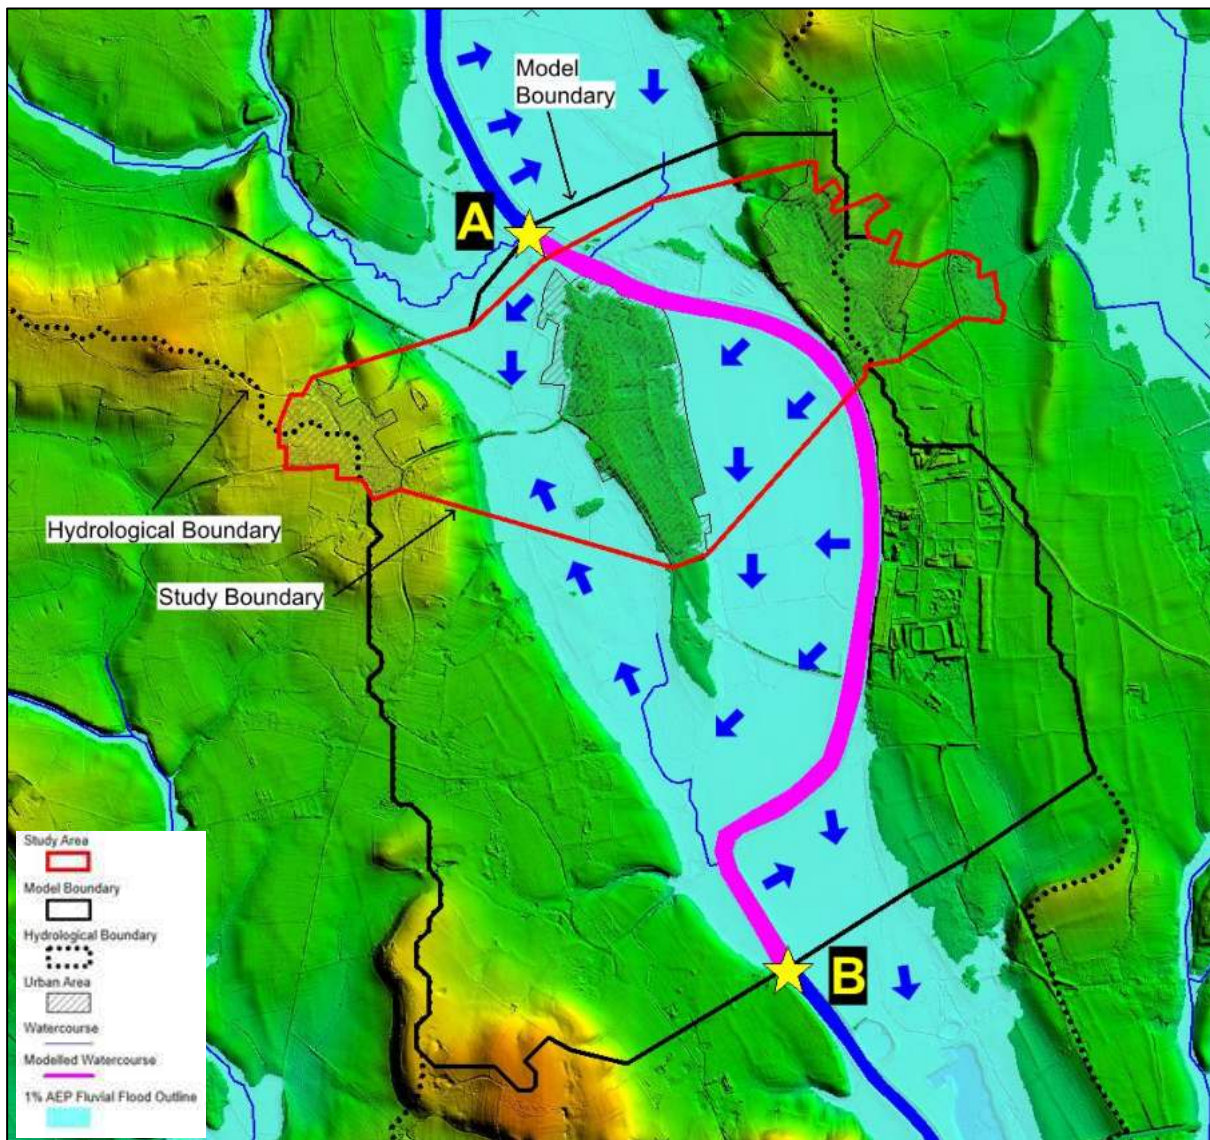 Model
Boundary
A
Hydrological Boundary
Study Boundary
B
Study Area
Model Boundary
Hydrological Boundary
Urban Area
Watercourse
Modelled Watercourse
1% AEP Fluvial Flood Outline